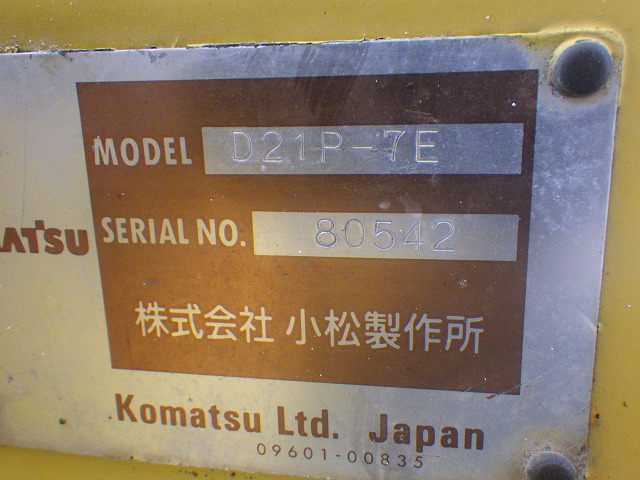 MODEL D21P-7E
KOMATSU SERIAL NO. 80542
株式会社 小松製作所
Komatsu Ltd. Japan
09601-00835